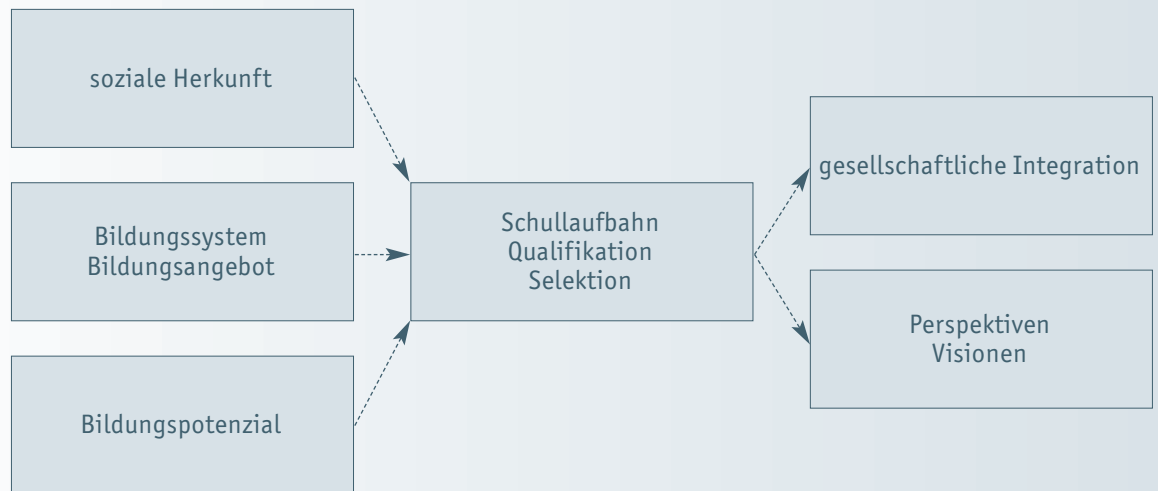 soziale Herkunft
Bildungssystem
Bildungsangebot
Bildungspotenzial
Schullaufbahn
Qualifikation
Selektion
gesellschaftliche Integration
Perspektiven
Visionen